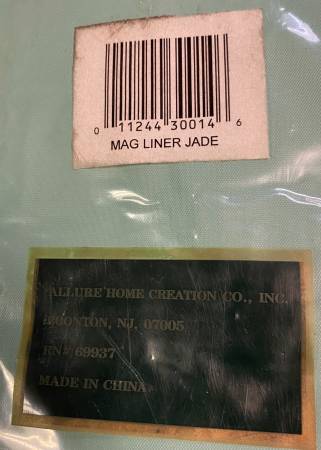 0 11244 30014 6
MAG LINER JADE
ALLURE HOME CREATION CO., INC.
BOONTON, NJ. 07005
RN# 69937
MADE IN CHINA